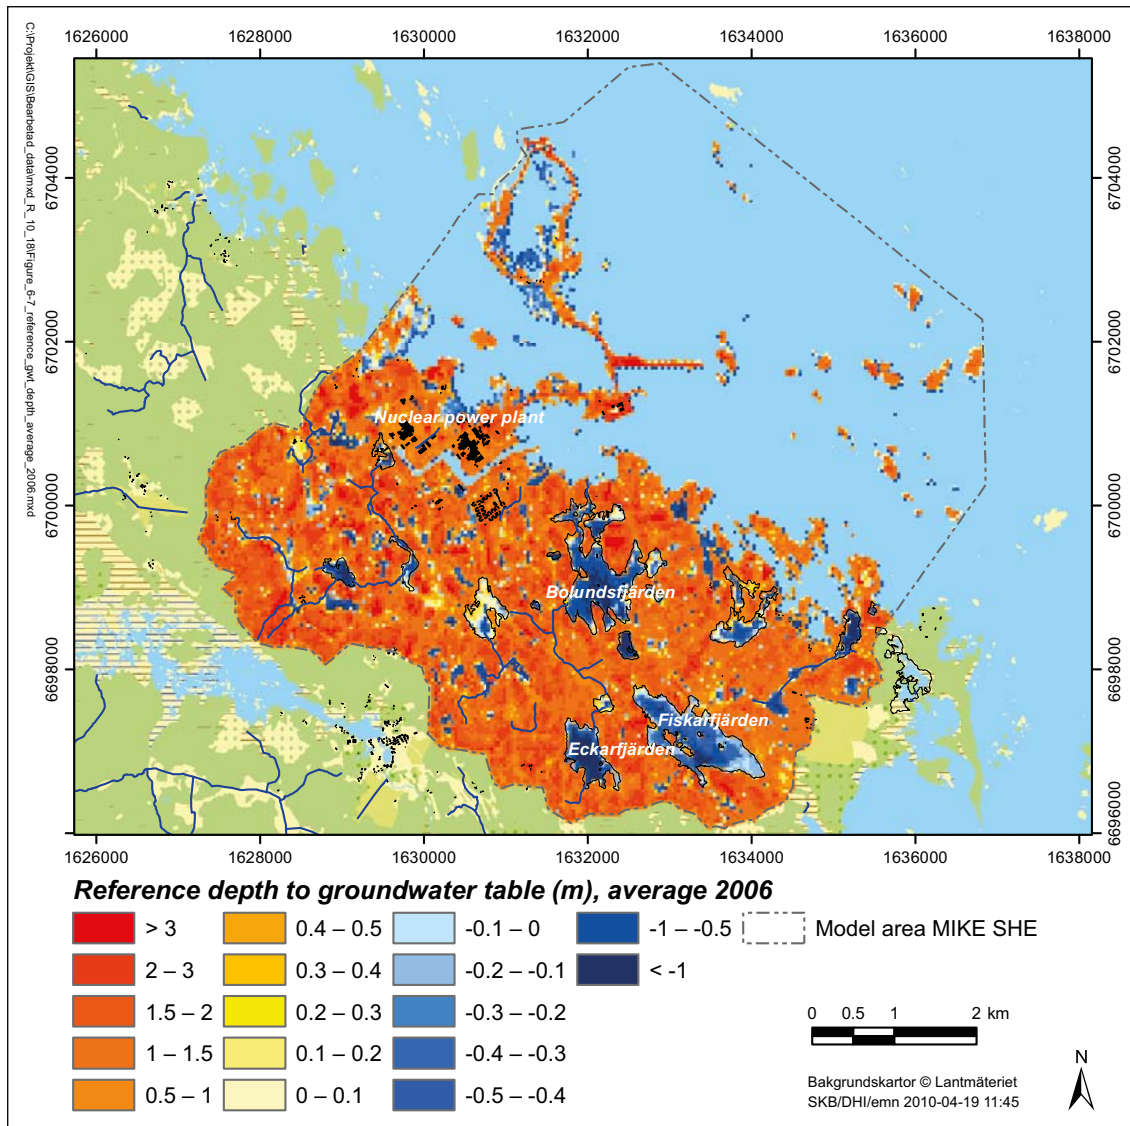 1626000 1628000 1630000 1632000 1634000 1636000 1638000
C:\Projekt\GIS\Bearbetad_data\mxd_R_10_18\Figure_6-7_reference_gwt_depth_average_2006.mxd
6704000 6704000
6702000 6702000
6700000 6700000
6698000 6698000
6696000
Nuclear power plant
Bolundsfjärden
Fiskarfjärden
Eckarfjärden
1626000 1628000 1630000 1632000 1634000 1636000 1638000
Reference depth to groundwater table (m), average 2006
> 3 0.4 – 0.5 -0.1 – 0 -1 – -0.5 Model area MIKE SHE
2 – 3 0.3 – 0.4 -0.2 – -0.1 < -1
1.5 – 2 0.2 – 0.3 -0.3 – -0.2
1 – 1.5 0.1 – 0.2 -0.4 – -0.3
0.5 – 1 0 – 0.1 -0.5 – -0.4
0 0.5 1 2 km
Bakgrundskartor © Lantmäteriet
SKB/DHI/emn 2010-04-19 11:45
N